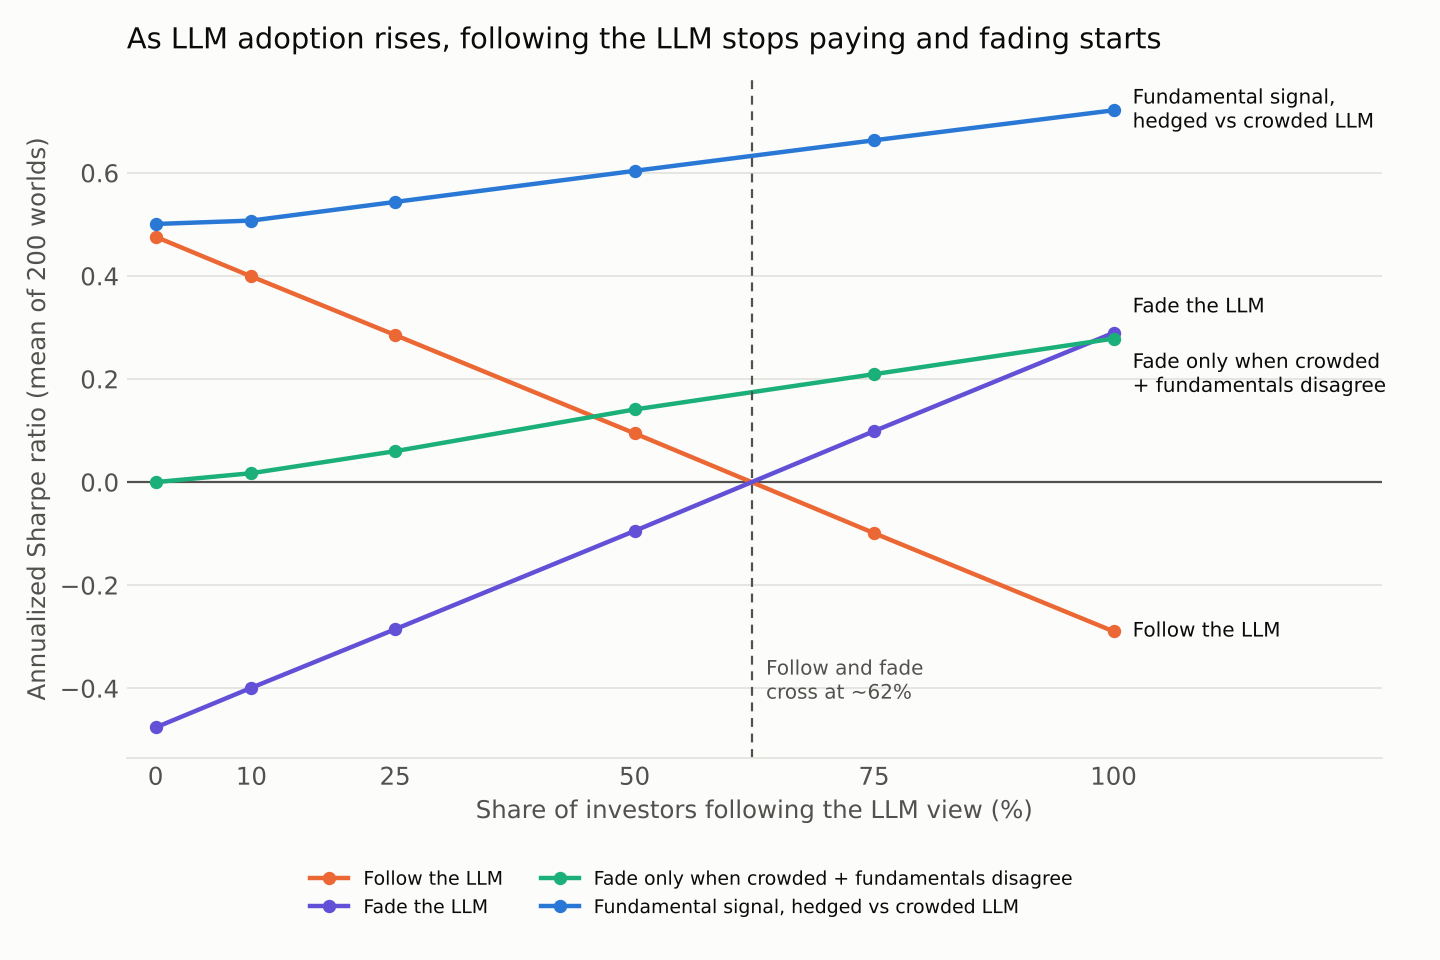 As LLM adoption rises, following the LLM stops paying and fading starts
Annualized Sharpe ratio (mean of 200 worlds)
0.6
0.4
0.2
0.0
−0.2
−0.4
Fundamental signal,
hedged vs crowded LLM
Fade the LLM
Fade only when crowded
+ fundamentals disagree
Follow the LLM
Follow and fade
cross at ~62%
0 10 25 50 75 100
Share of investors following the LLM view (%)
Follow the LLM
Fade the LLM
Fade only when crowded + fundamentals disagree
Fundamental signal, hedged vs crowded LLM